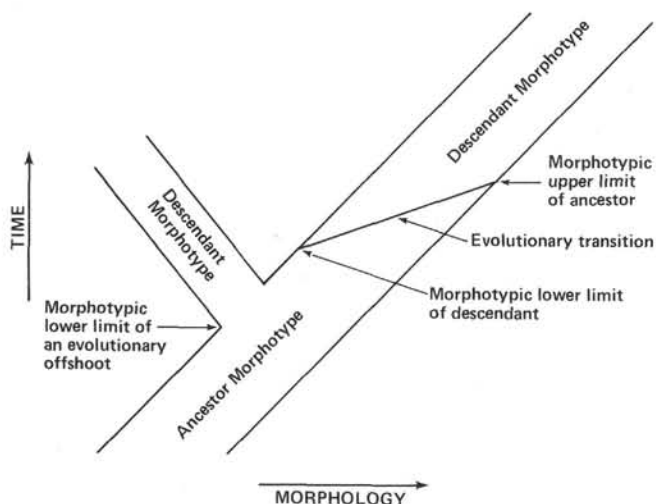 Descendant Morphotype
Morphotypic
upper limit
of ancestor
Descendant
Morphotype
TIME
Evolutionary transition
Morphotypic lower limit
of descendant
Morphotypic
lower limit of
an evolutionary
offshoot
Ancestor Morphotype
MORPHOLOGY